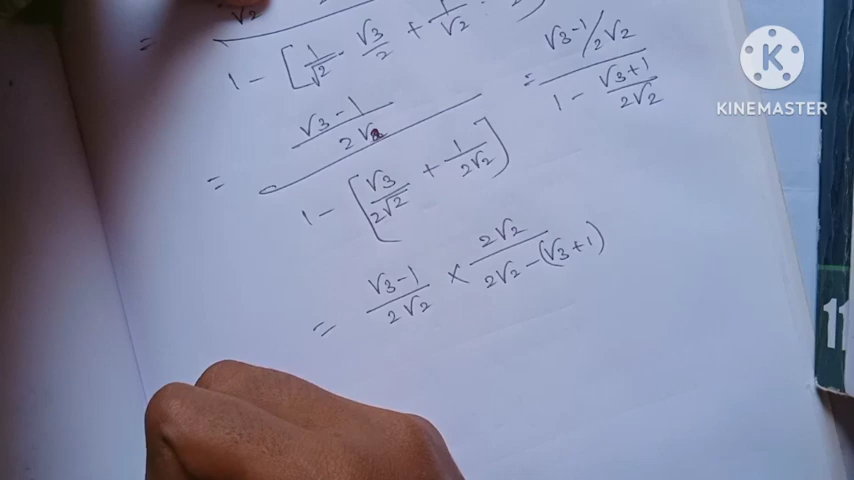 √2
= 1 - [1/√2 · √3/2 + 1/√2 ·
= (√3-1)/(2√2) / (1 - [√3/(2√2) + 1/(2√2)]) = (√3-1/2√2) / (1 - (√3+1)/(2√2))
= (√3-1)/(2√2) × 2√2/(2√2-(√3+1))
K
KINEMASTER
11